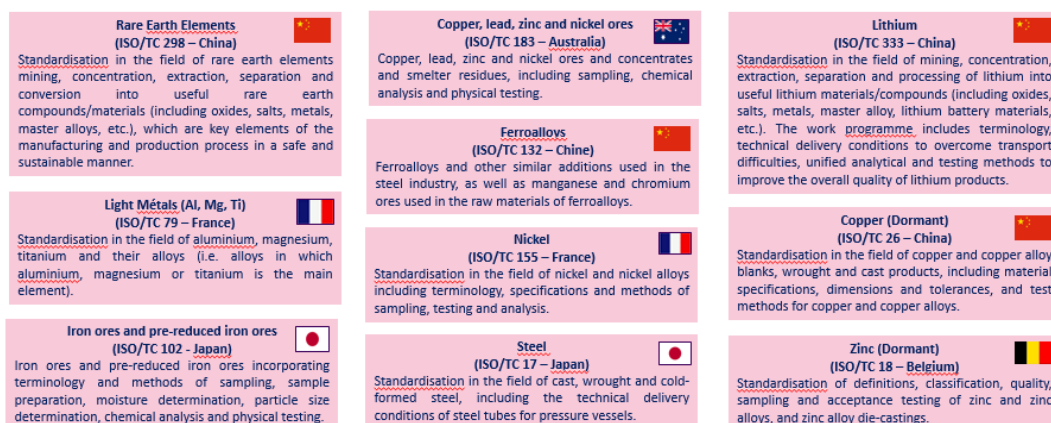 Rare Earth Elements
(ISO/TC 298 – China)
Standardisation in the field of rare earth elements
mining, concentration, extraction, separation and
conversion into useful rare earth
compounds/materials (including oxides, salts, metals,
master alloys, etc.), which are key elements of the
manufacturing and production process in a safe and
sustainable manner.
Light Métals (Al, Mg, Ti)
(ISO/TC 79 – France)
Standardisation in the field of aluminium, magnesium,
titanium and their alloys (i.e. alloys in which
aluminium, magnesium or titanium is the main
element).
Iron ores and pre-reduced iron ores
(ISO/TC 102 - Japan)
Iron ores and pre-reduced iron ores incorporating
terminology and methods of sampling, sample
preparation, moisture determination, particle size
determination, chemical analysis and physical testing.
Copper, lead, zinc and nickel ores
(ISO/TC 183 – Australia)
Copper, lead, zinc and nickel ores and concentrates
and smelter residues, including sampling, chemical
analysis and physical testing.
Ferroalloys
(ISO/TC 132 – Chine)
Ferroalloys and other similar additions used in the
steel industry, as well as manganese and chromium
ores used in the raw materials of ferroalloys.
Nickel
(ISO/TC 155 – France)
Standardisation in the field of nickel and nickel alloys
including terminology, specifications and methods of
sampling, testing and analysis.
Steel
(ISO/TC 17 – Japan)
Standardisation in the field of cast, wrought and cold-
formed steel, including the technical delivery
conditions of steel tubes for pressure vessels.
Lithium
(ISO/TC 333 – China)
Standardisation in the field of mining, concentration,
extraction, separation and processing of lithium into
useful lithium materials/compounds (including oxides,
salts, metals, master alloy, lithium battery materials,
etc.). The work programme includes terminology,
technical delivery conditions to overcome transport
difficulties, unified analytical and testing methods to
improve the overall quality of lithium products.
Copper (Dormant)
(ISO/TC 26 – China)
Standardisation in the field of copper and copper alloy
blanks, wrought and cast products, including material
specifications, dimensions and tolerances, and test
methods for copper and copper alloys.
Zinc (Dormant)
(ISO/TC 18 – Belgium)
Standardisation of definitions, classification, quality,
sampling and acceptance testing of zinc and zinc
alloys, and zinc alloy die-castings.